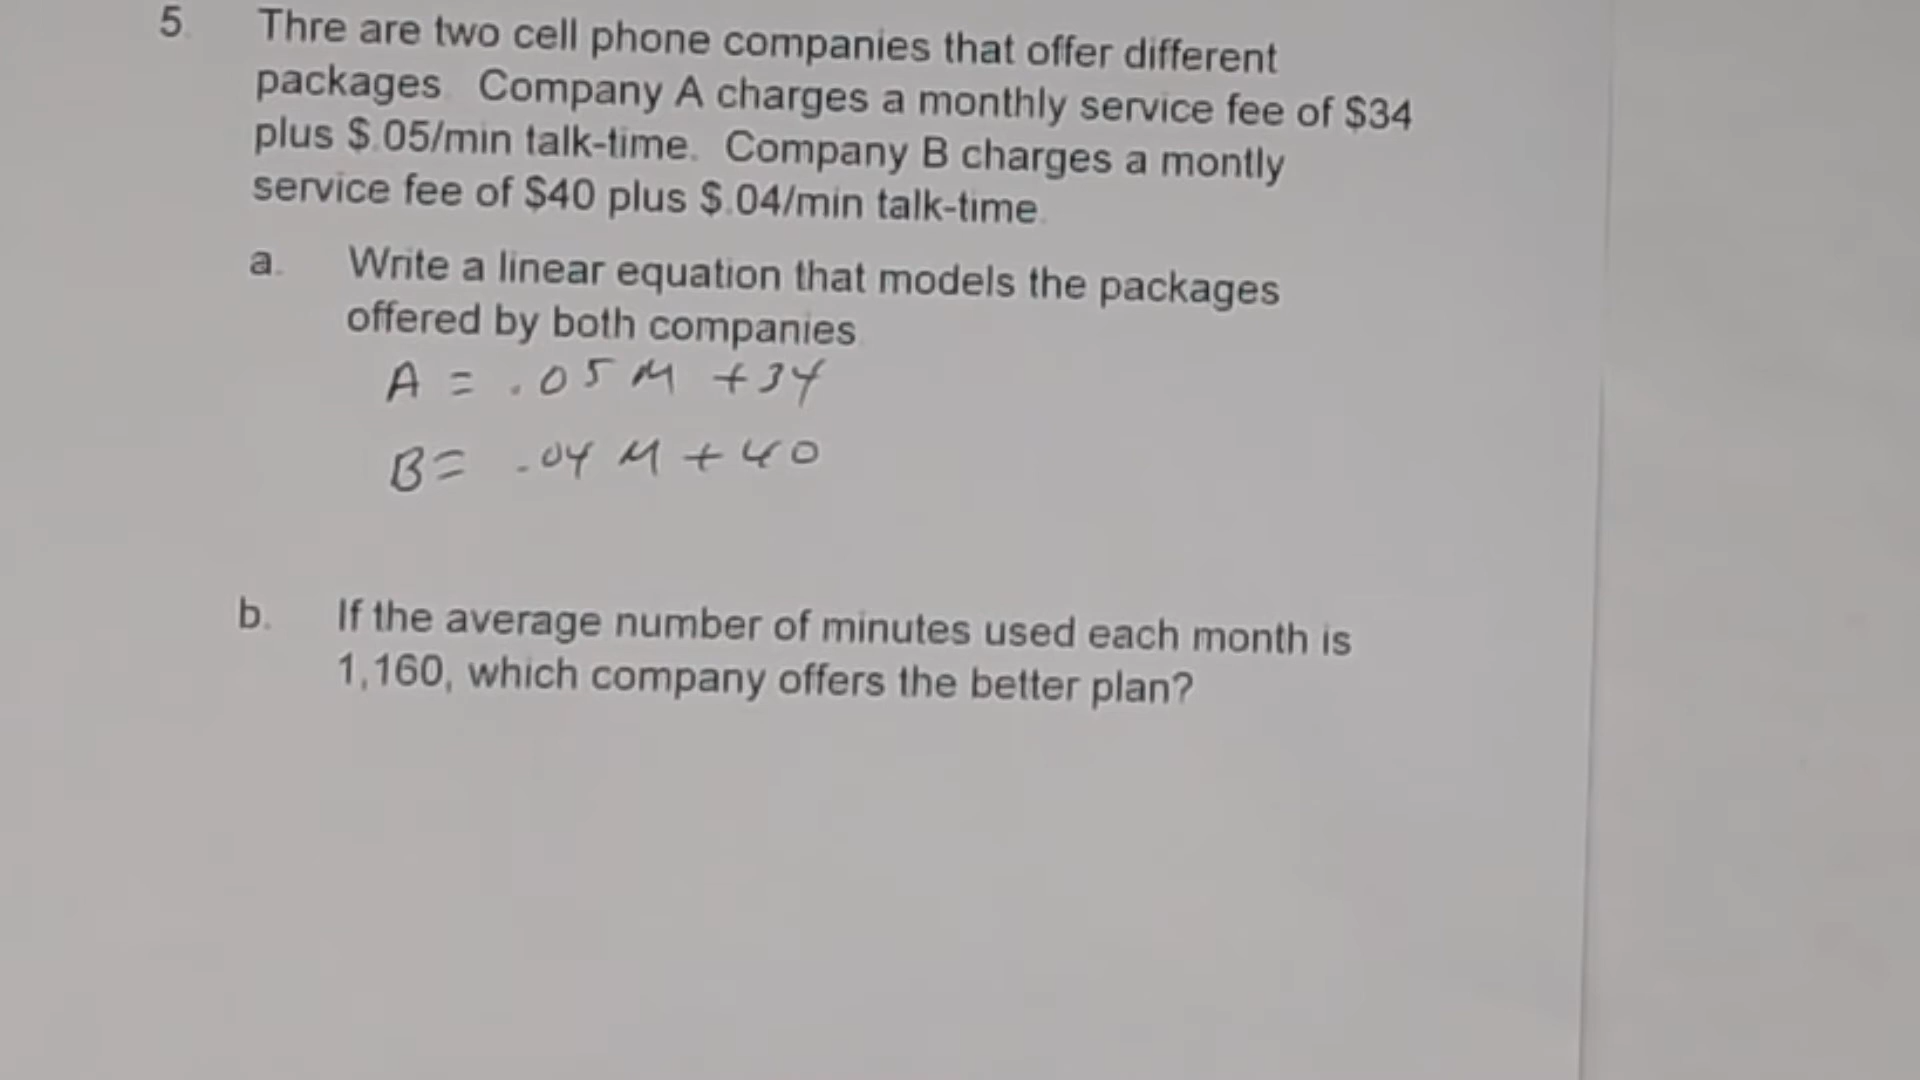 5. Thre are two cell phone companies that offer different
packages. Company A charges a monthly service fee of $34
plus $.05/min talk-time. Company B charges a montly
service fee of $40 plus $.04/min talk-time.
a. Write a linear equation that models the packages
offered by both companies.
A = .05 M + 34
B = .04 M + 40
b. If the average number of minutes used each month is
1,160, which company offers the better plan?